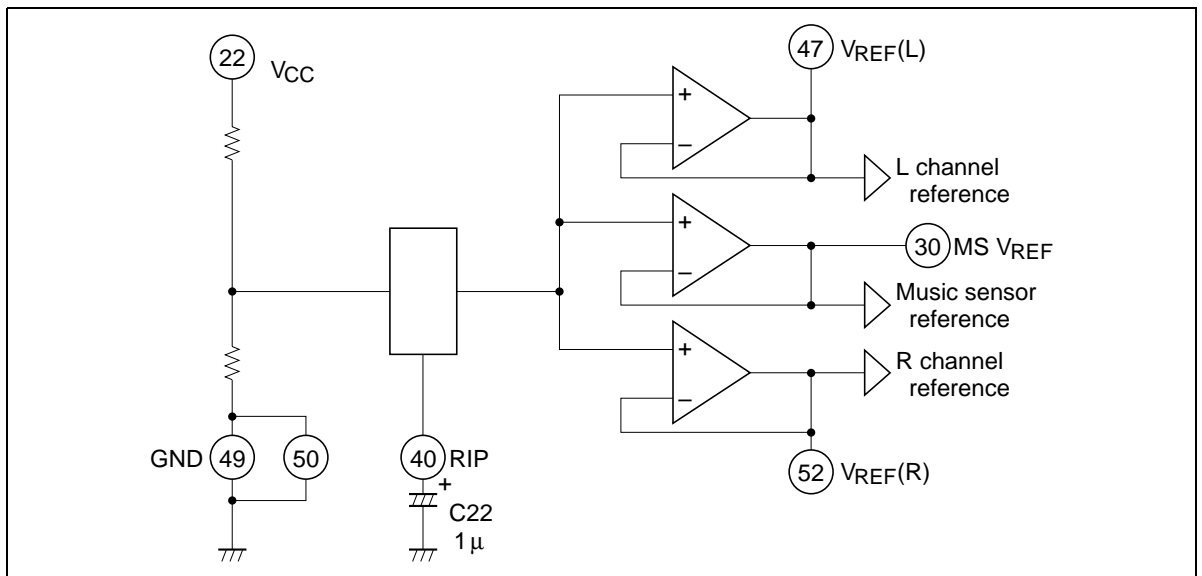 22
VCC
47
VREF(L)
+
−
L channel
reference
+
−
30
MS VREF
Music sensor
reference
+
−
R channel
reference
GND
49
50
40
RIP
+
C22
1 μ
52
VREF(R)